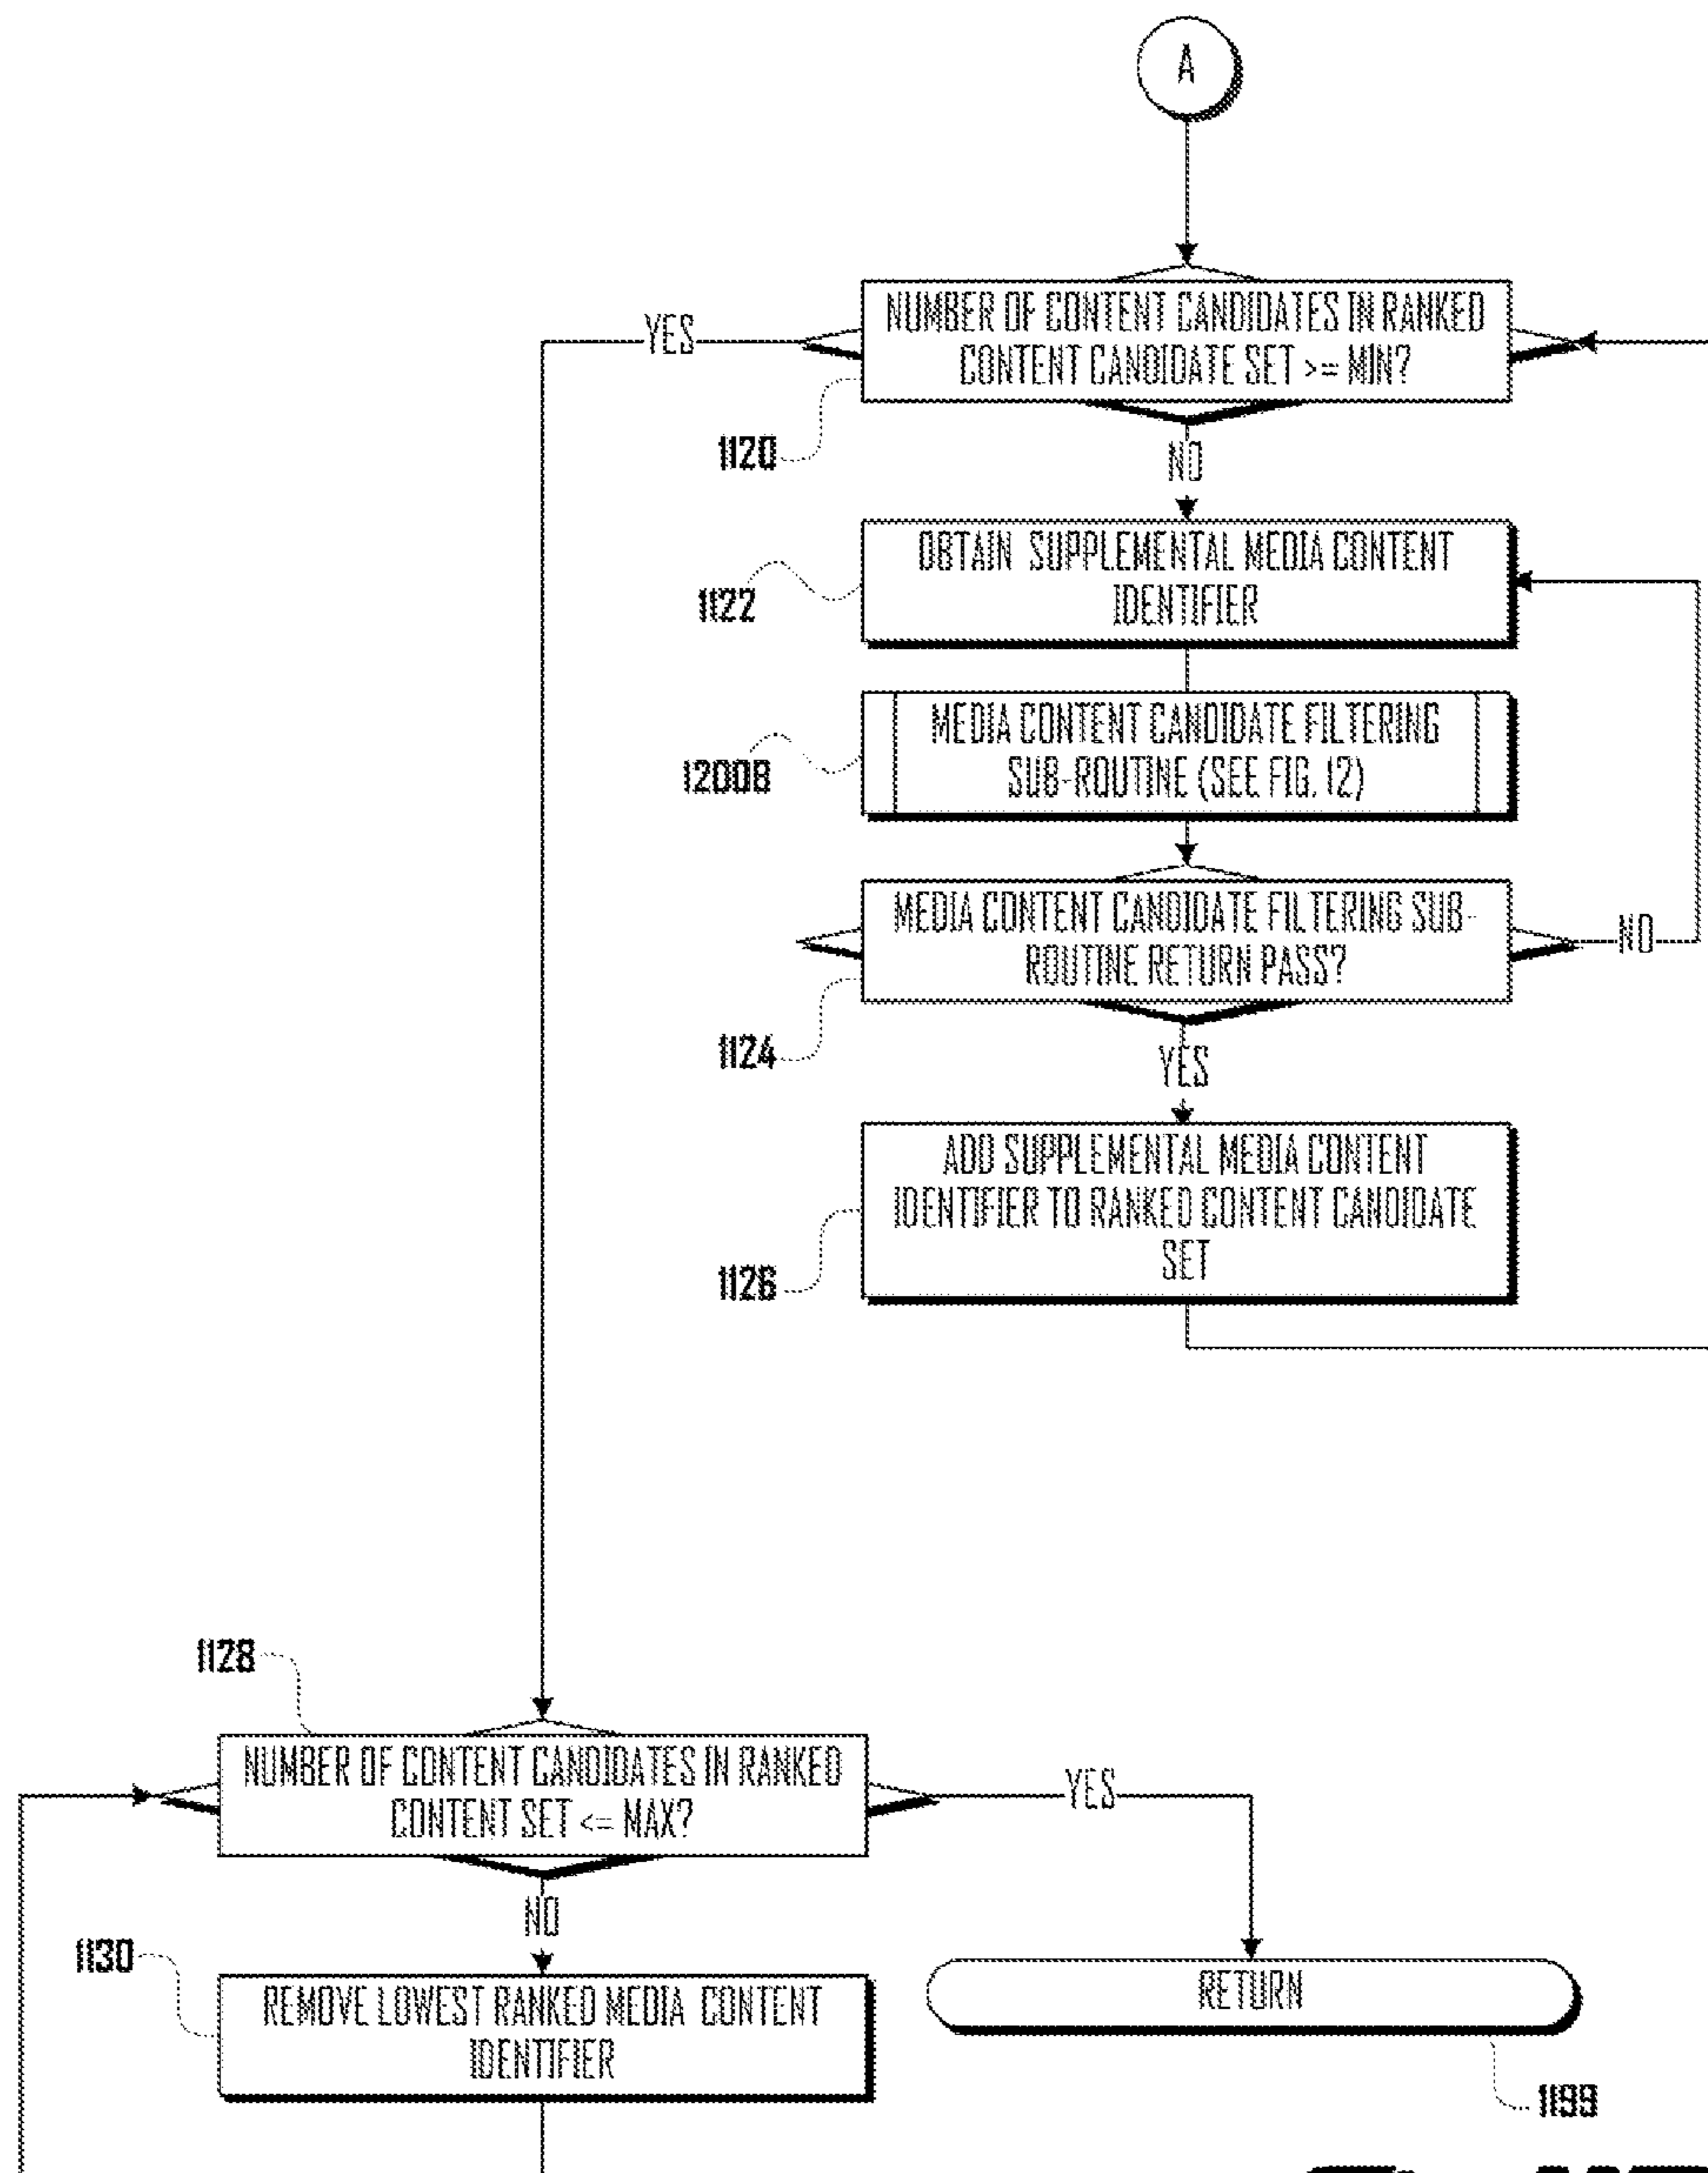 A
NUMBER OF CONTENT CANDIDATES IN RANKED
CONTENT CANDIDATE SET >= MIN?
YES
1120
NO
OBTAIN SUPPLEMENTAL MEDIA CONTENT
IDENTIFIER
1122
MEDIA CONTENT CANDIDATE FILTERING
SUB-ROUTINE (SEE FIG. 12)
1200B
MEDIA CONTENT CANDIDATE FILTERING SUB-
ROUTINE RETURN PASS?
NO
1124
YES
ADD SUPPLEMENTAL MEDIA CONTENT
IDENTIFIER TO RANKED CONTENT CANDIDATE
SET
1126
1128
NUMBER OF CONTENT CANDIDATES IN RANKED
CONTENT SET <= MAX?
YES
NO
1130
REMOVE LOWEST RANKED MEDIA CONTENT
IDENTIFIER
RETURN
1199